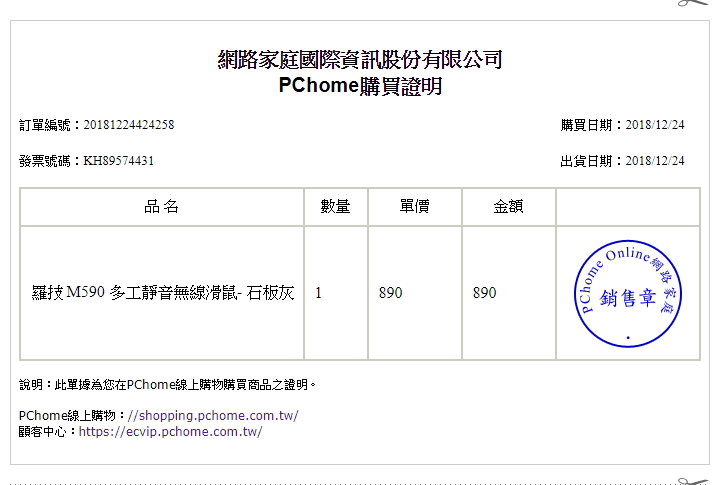 網路家庭國際資訊股份有限公司
PChome購買證明
訂單編號：20181224424258 購買日期：2018/12/24
發票號碼：KH89574431 出貨日期：2018/12/24
品 名 數量 單價 金額
羅技 M590 多工靜音無線滑鼠- 石板灰 1 890 890
PChome Online網路家庭
銷售章
說明：此單據為您在PChome線上購物購買商品之證明。
PChome線上購物：//shopping.pchome.com.tw/
顧客中心：https://ecvip.pchome.com.tw/